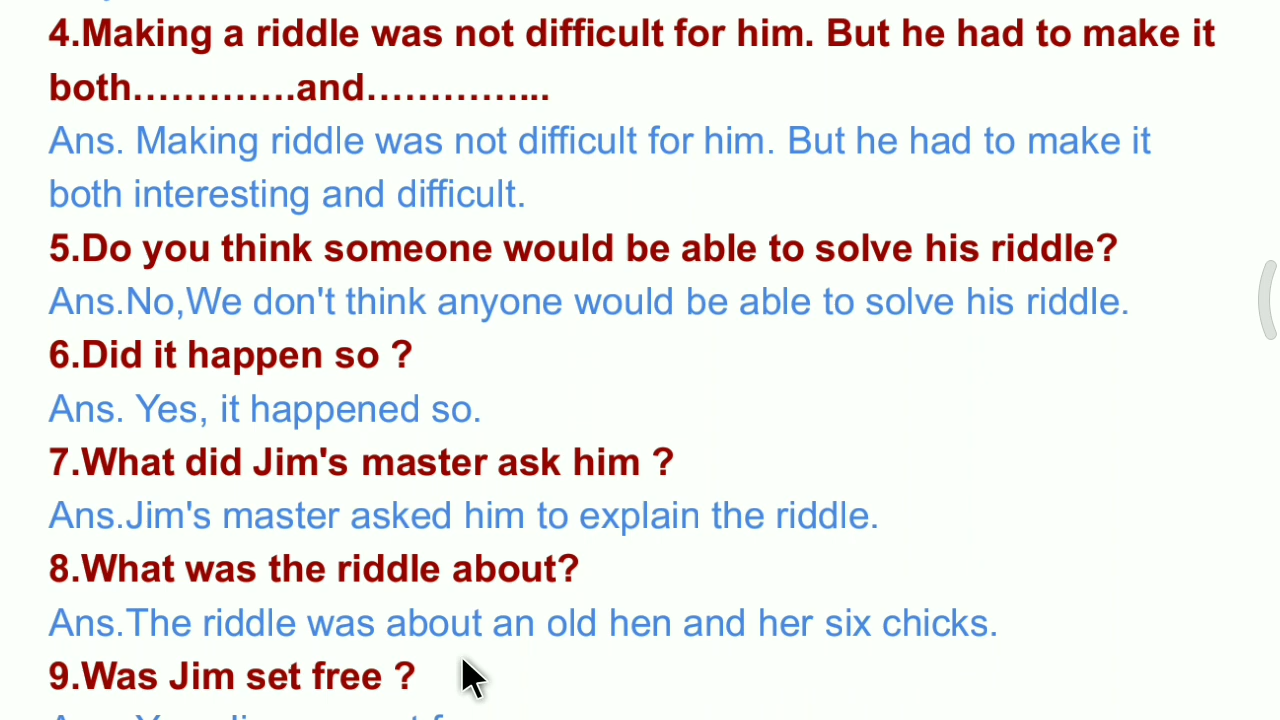 4.Making a riddle was not difficult for him. But he had to make it
both………….and…………...
Ans. Making riddle was not difficult for him. But he had to make it
both interesting and difficult.
5.Do you think someone would be able to solve his riddle?
Ans.No,We don't think anyone would be able to solve his riddle.
6.Did it happen so ?
Ans. Yes, it happened so.
7.What did Jim's master ask him ?
Ans.Jim's master asked him to explain the riddle.
8.What was the riddle about?
Ans.The riddle was about an old hen and her six chicks.
9.Was Jim set free ?